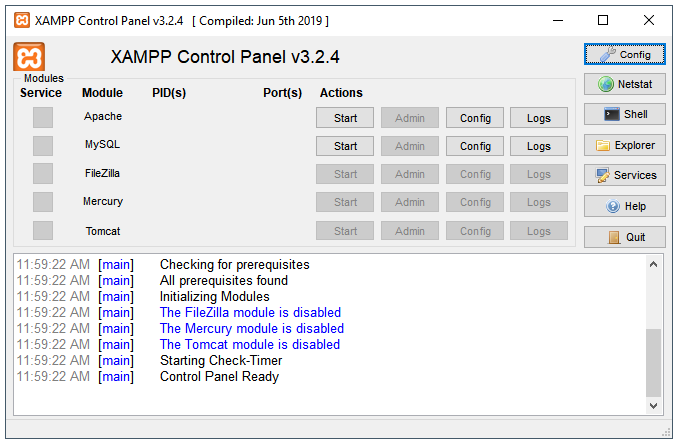 XAMPP Control Panel v3.2.4 [ Compiled: Jun 5th 2019 ]
XAMPP Control Panel v3.2.4
Config
Modules
Service Module PID(s) Port(s) Actions
Netstat
Apache Start Admin Config Logs
Shell
MySQL Start Admin Config Logs
Explorer
FileZilla Start Admin Config Logs
Services
Mercury Start Admin Config Logs
Help
Tomcat Start Admin Config Logs
Quit
11:59:22 AM [main] Checking for prerequisites
11:59:22 AM [main] All prerequisites found
11:59:22 AM [main] Initializing Modules
11:59:22 AM [main] The FileZilla module is disabled
11:59:22 AM [main] The Mercury module is disabled
11:59:22 AM [main] The Tomcat module is disabled
11:59:22 AM [main] Starting Check-Timer
11:59:22 AM [main] Control Panel Ready